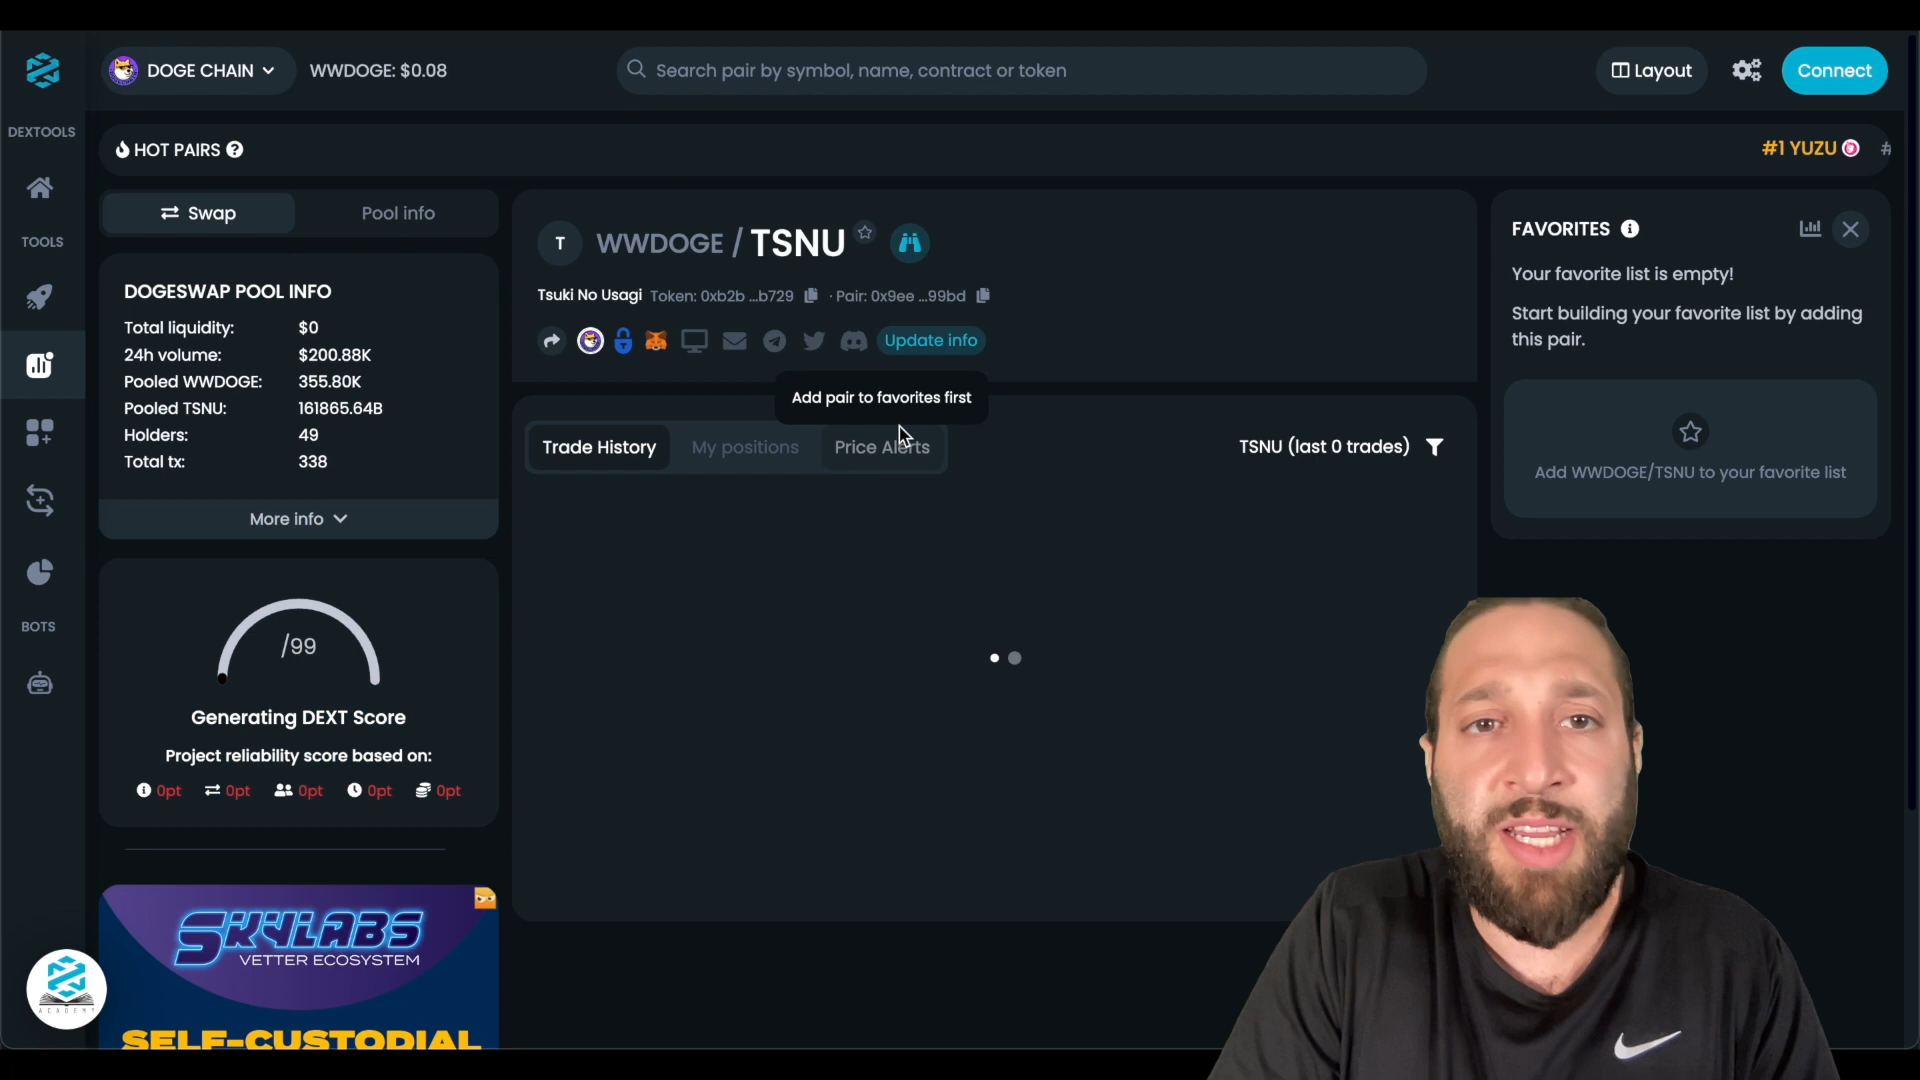 DOGE CHAIN
WWDOGE: $0.08
Search pair by symbol, name, contract or token
Layout
Connect
DEXTOOLS
HOT PAIRS
#1 YUZU
#
TOOLS
BOTS
Swap
Pool info
DOGESWAP POOL INFO
Total liquidity: $0
24h volume: $200.88K
Pooled WWDOGE: 355.80K
Pooled TSNU: 161865.64B
Holders: 49
Total tx: 338
More info
/99
Generating DEXT Score
Project reliability score based on:
0pt 0pt 0pt 0pt 0pt
SKYLABS
VETTER ECOSYSTEM
SELF-CUSTODIAL
ACADEMY
T
WWDOGE / TSNU
Tsuki No Usagi Token: 0xb2b ...b729 · Pair: 0x9ee ...99bd
Update info
Add pair to favorites first
Trade History
My positions
Price Alerts
TSNU (last 0 trades)
FAVORITES
Your favorite list is empty!
Start building your favorite list by adding
this pair.
Add WWDOGE/TSNU to your favorite list